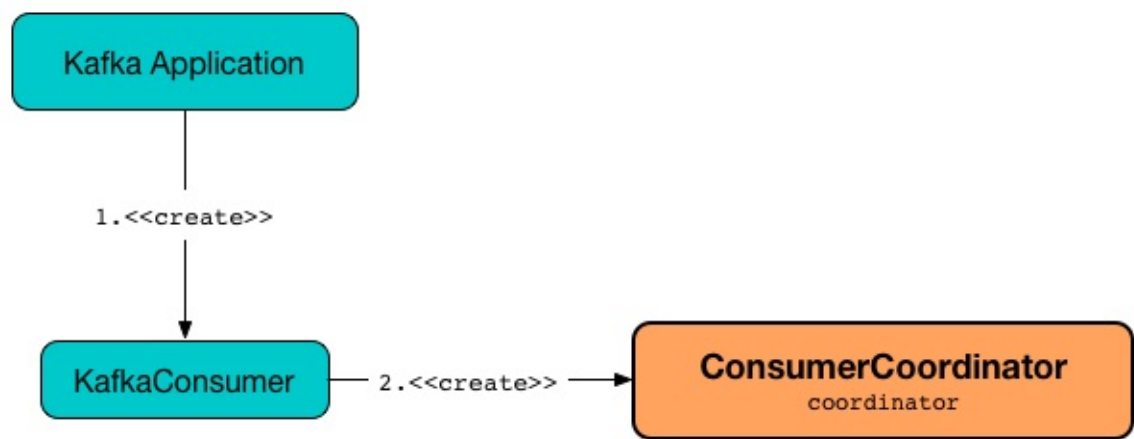 Kafka Application
1.<<create>>
KafkaConsumer
2.<<create>>
ConsumerCoordinator
coordinator